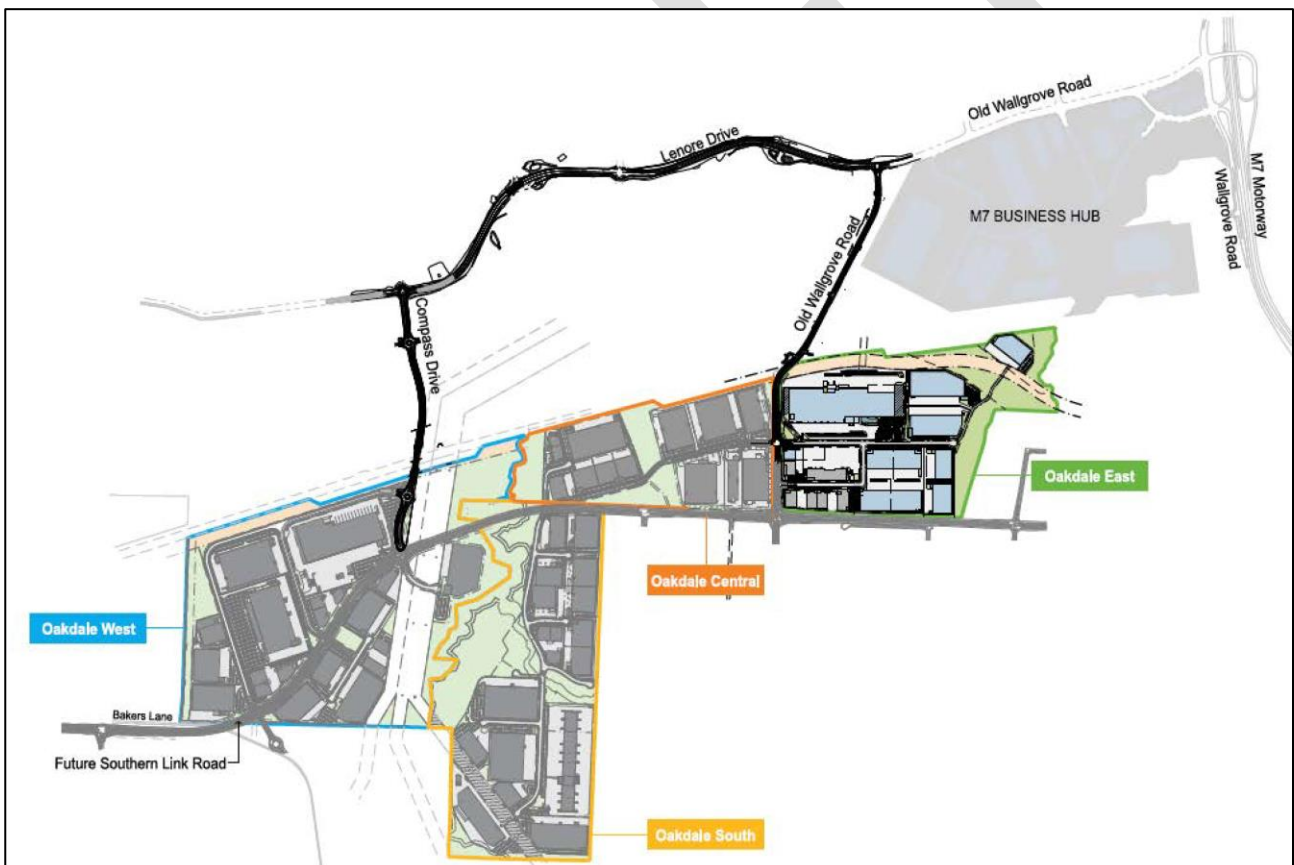 Old Wallgrove Road
Lenore Drive
M7 Motorway
Wallgrove Road
M7 BUSINESS HUB
Old Wallgrove Road
Compass Drive
Oakdale East
Oakdale Central
Oakdale West
Bakers Lane
Future Southern Link Road
Oakdale South